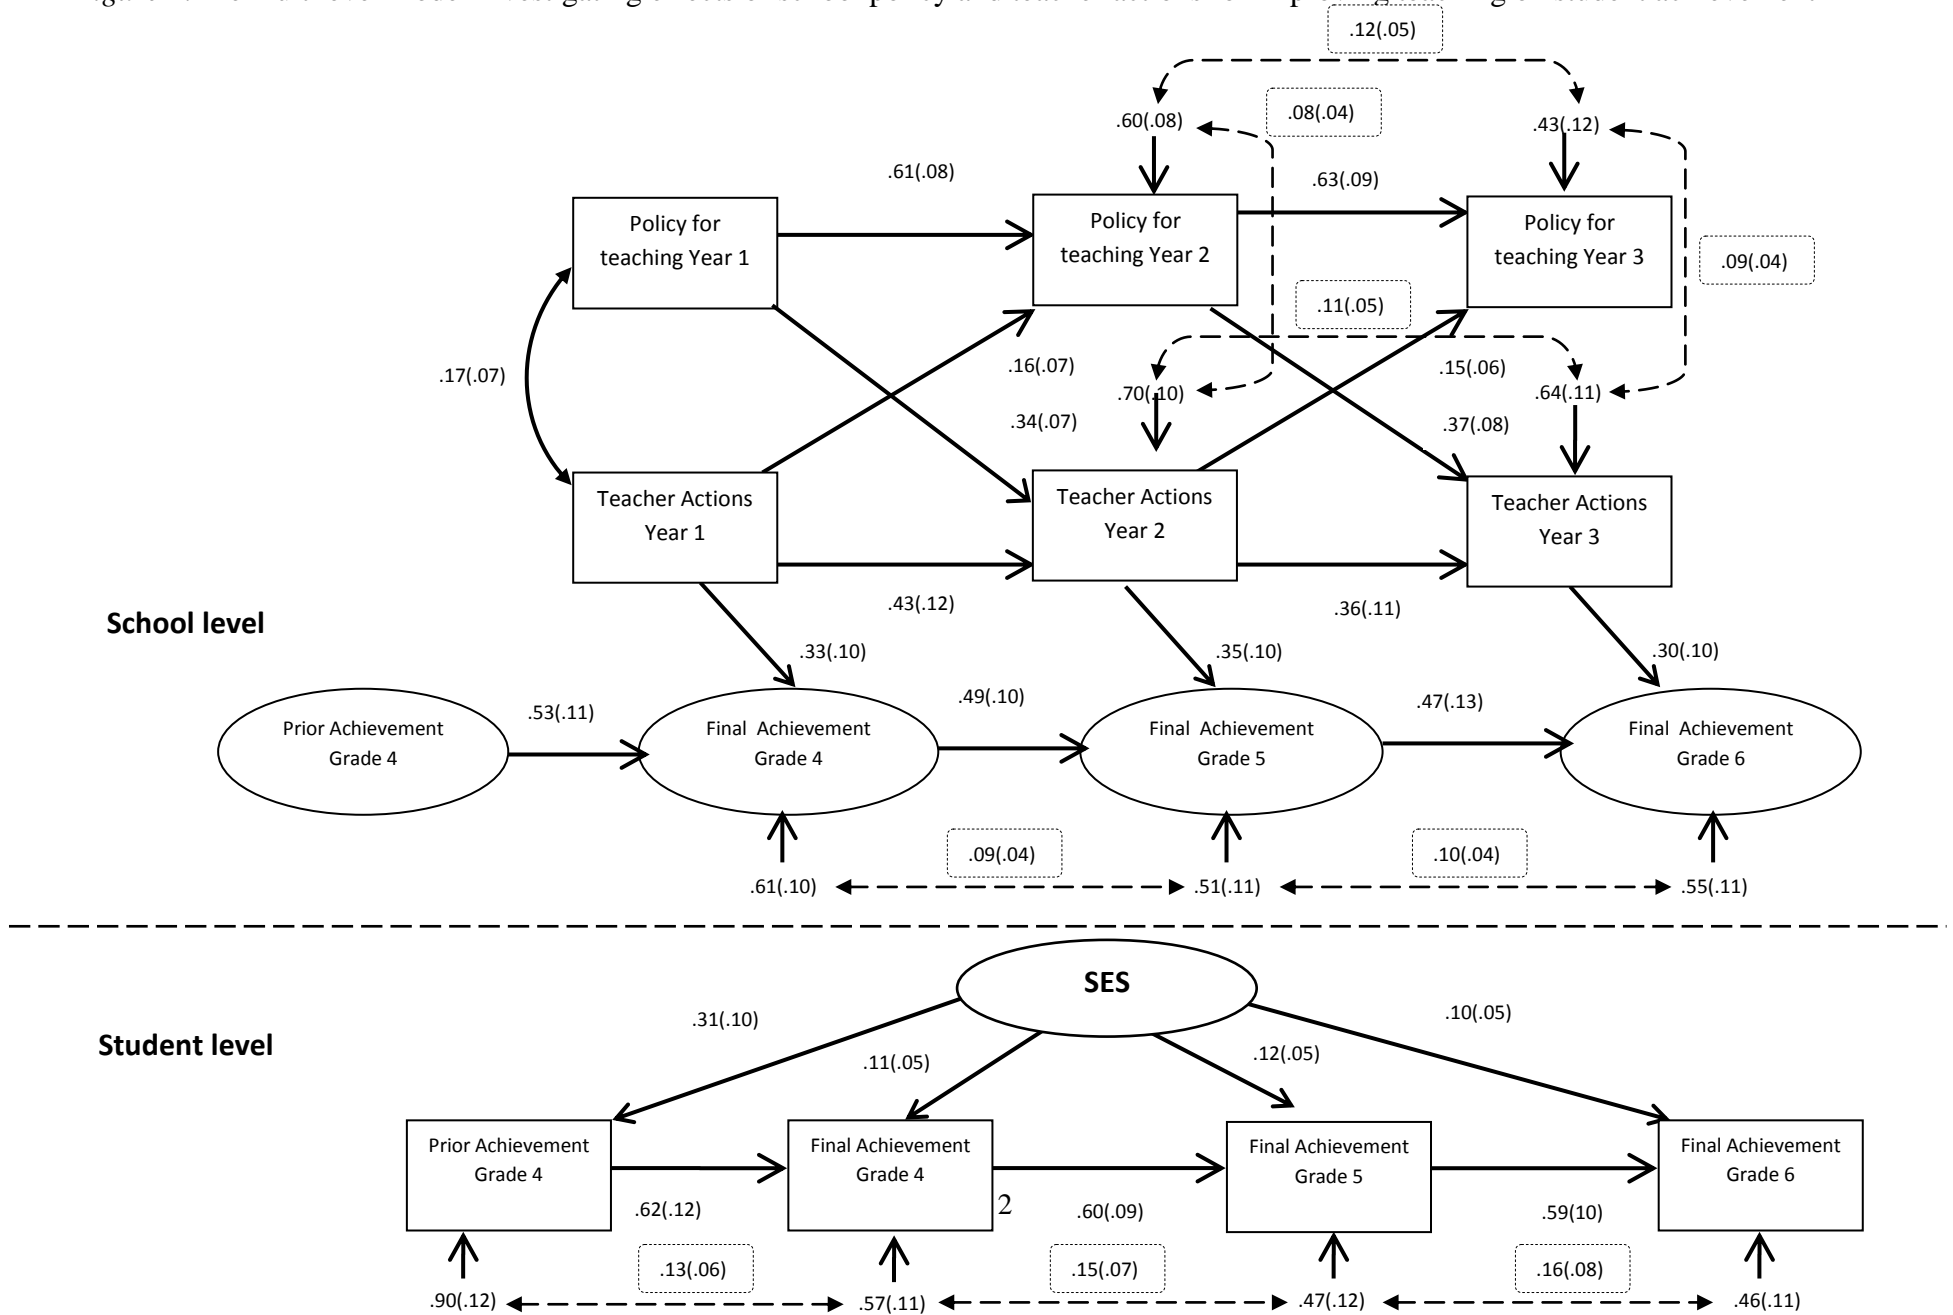 .12(.05)
.60(.08)
.08(.04)
.43(.12)
.61(.08)
.63(.09)
Policy for
teaching Year 1
Policy for
teaching Year 2
Policy for
teaching Year 3
.09(.04)
.11(.05)
.17(.07)
.16(.07)
.15(.06)
.70(.10)
.64(.11)
.34(.07)
.37(.08)
Teacher Actions
Year 1
Teacher Actions
Year 2
Teacher Actions
Year 3
.43(.12)
.36(.11)
School level
.33(.10)
.35(.10)
.30(.10)
.53(.11)
.49(.10)
.47(.13)
Prior Achievement
Grade 4
Final Achievement
Grade 4
Final Achievement
Grade 5
Final Achievement
Grade 6
.09(.04)
.10(.04)
.61(.10)
.51(.11)
.55(.11)
SES
Student level
.31(.10)
.11(.05)
.12(.05)
.10(.05)
Prior Achievement
Grade 4
Final Achievement
Grade 4
Final Achievement
Grade 5
Final Achievement
Grade 6
2
.62(.12)
.60(.09)
.59(10)
.13(.06)
.15(.07)
.16(.08)
.90(.12)
.57(.11)
.47(.12)
.46(.11)